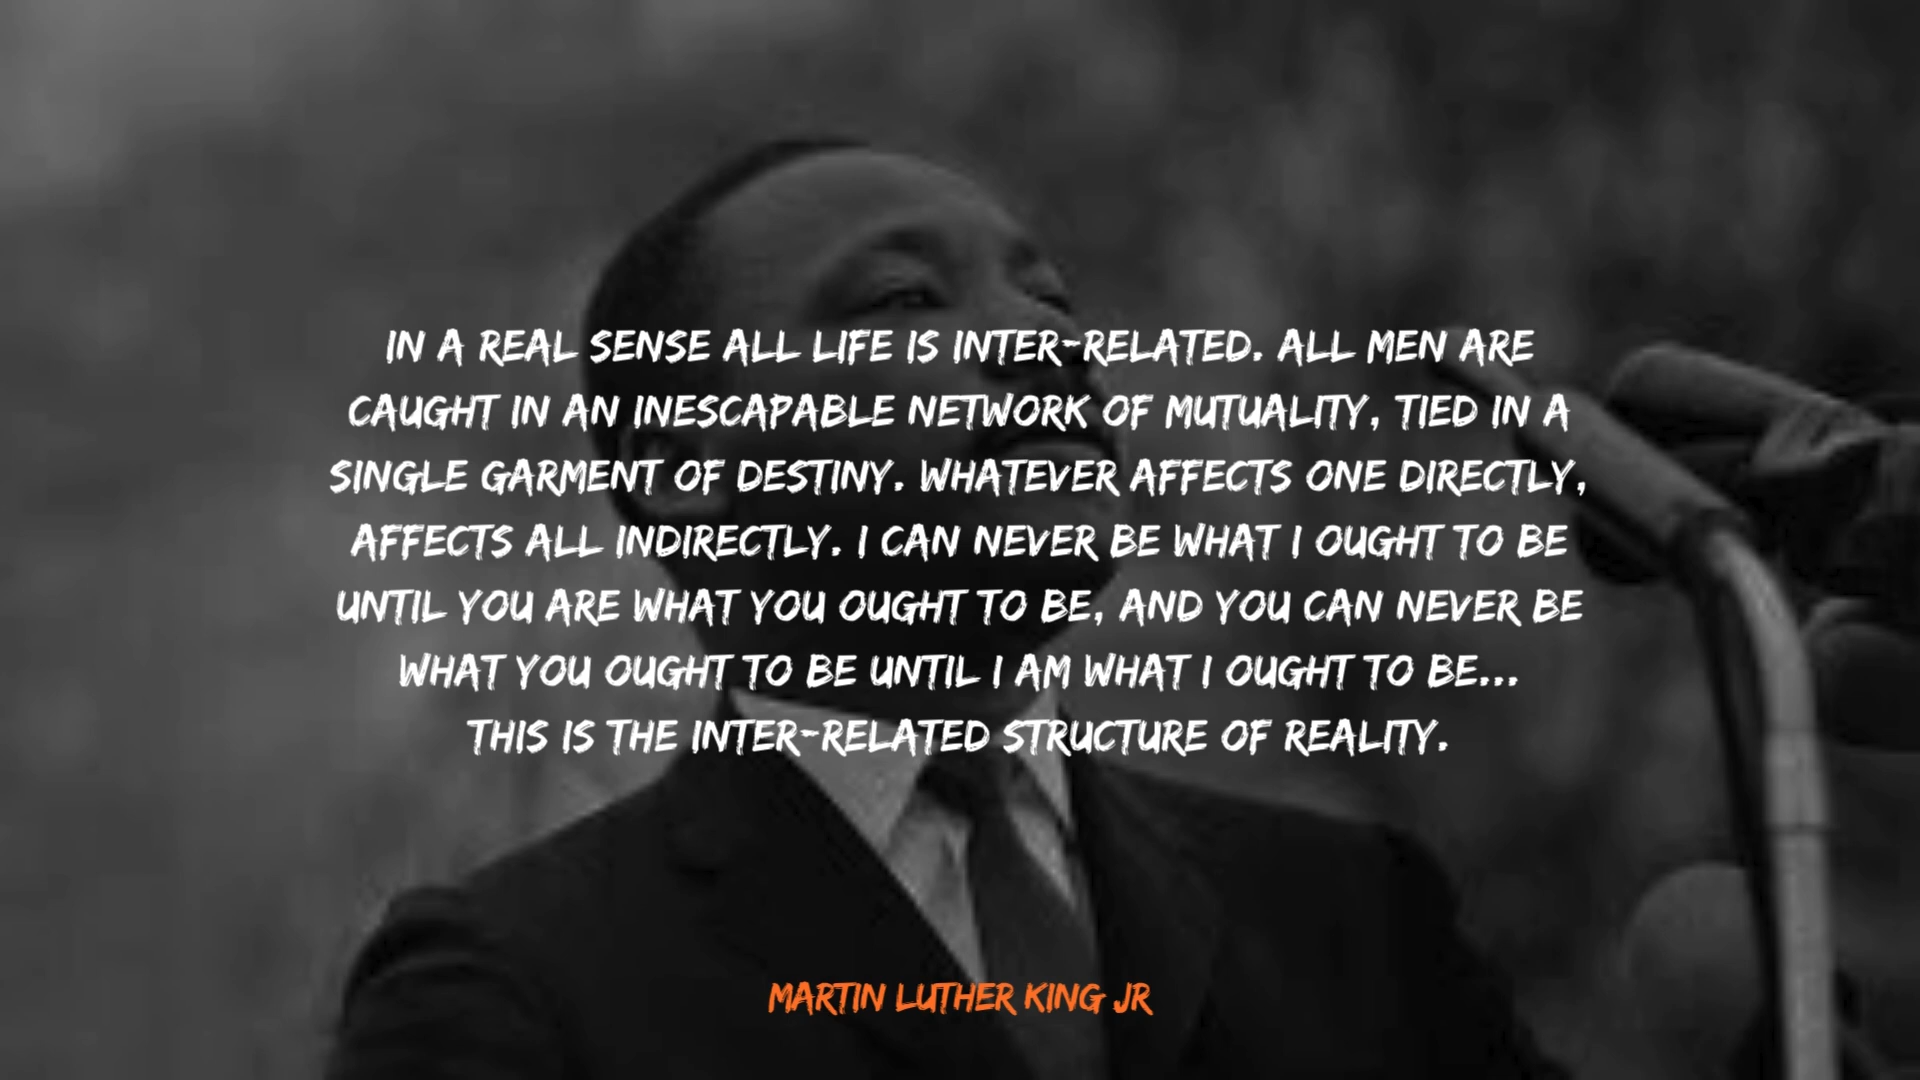 IN A REAL SENSE ALL LIFE IS INTER-RELATED. ALL MEN ARE
CAUGHT IN AN INESCAPABLE NETWORK OF MUTUALITY, TIED IN A
SINGLE GARMENT OF DESTINY. WHATEVER AFFECTS ONE DIRECTLY,
AFFECTS ALL INDIRECTLY. I CAN NEVER BE WHAT I OUGHT TO BE
UNTIL YOU ARE WHAT YOU OUGHT TO BE, AND YOU CAN NEVER BE
WHAT YOU OUGHT TO BE UNTIL I AM WHAT I OUGHT TO BE...
THIS IS THE INTER-RELATED STRUCTURE OF REALITY.
MARTIN LUTHER KING JR